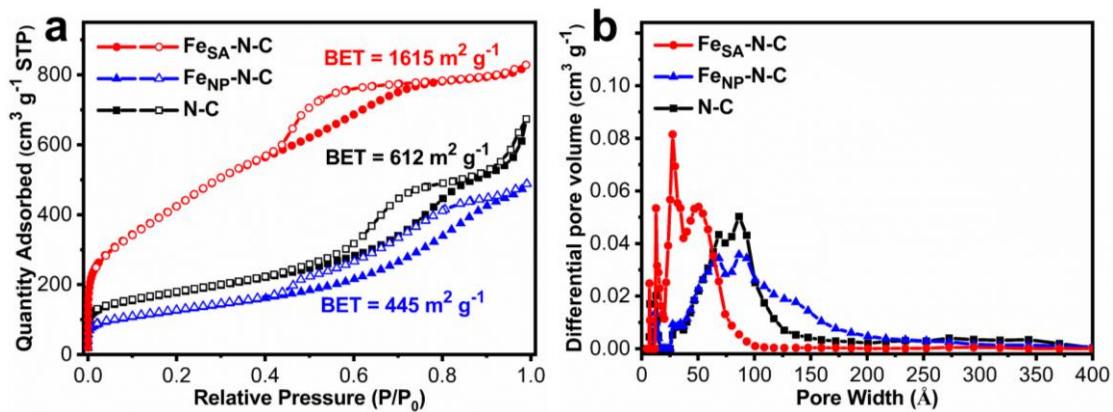 a
Fe_SA-N-C
Fe_NP-N-C
N-C
BET = 1615 m² g⁻¹
BET = 612 m² g⁻¹
BET = 445 m² g⁻¹
Quantity Adsorbed (cm³ g⁻¹ STP)
800
600
400
200
0
0.0 0.2 0.4 0.6 0.8 1.0
Relative Pressure (P/P₀)
b
Fe_SA-N-C
Fe_NP-N-C
N-C
Differential pore volume (cm³ g⁻¹)
0.12
0.10
0.08
0.06
0.04
0.02
0.00
0 50 100 150 200 250 300 350 400
Pore Width (Å)